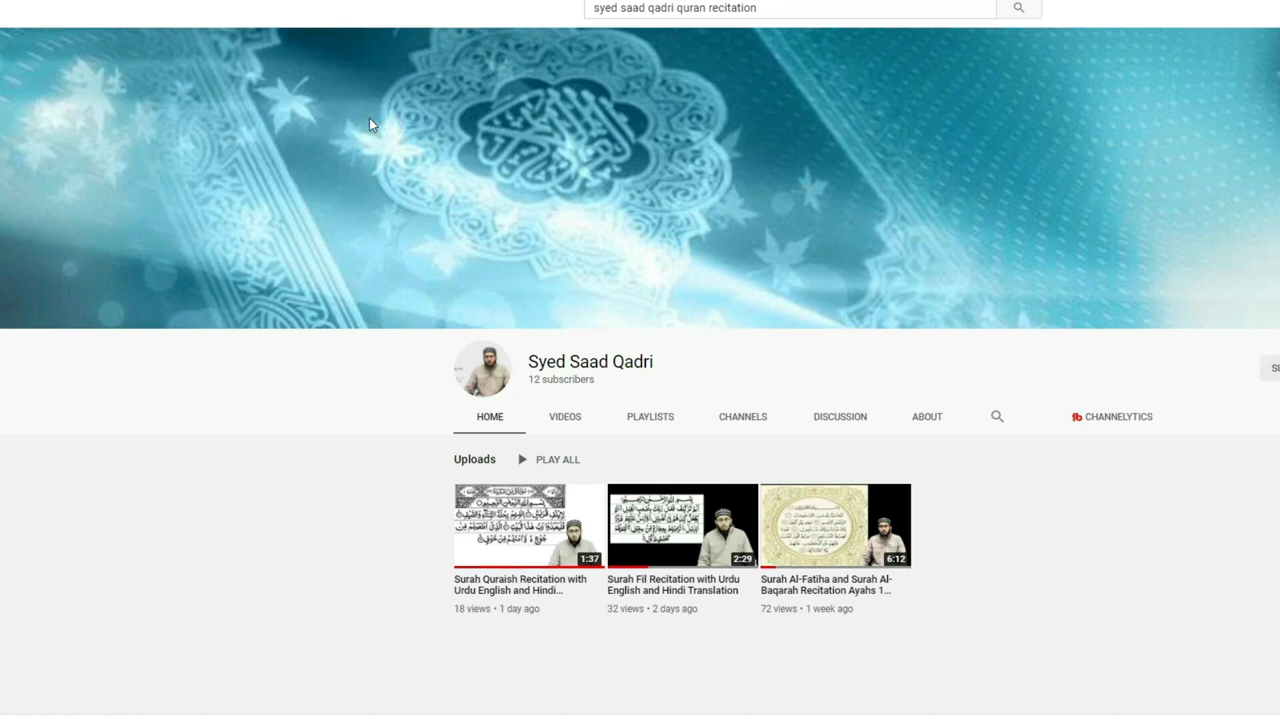 syed saad qadri quran recitation
Syed Saad Qadri
12 subscribers
HOME VIDEOS PLAYLISTS CHANNELS DISCUSSION ABOUT CHANNELYTICS
Uploads PLAY ALL
1:37 2:29 6:12
Surah Quraish Recitation with
Urdu English and Hindi...
18 views • 1 day ago
Surah Fil Recitation with Urdu
English and Hindi Translation
32 views • 2 days ago
Surah Al-Fatiha and Surah Al-
Baqarah Recitation Ayahs 1...
72 views • 1 week ago